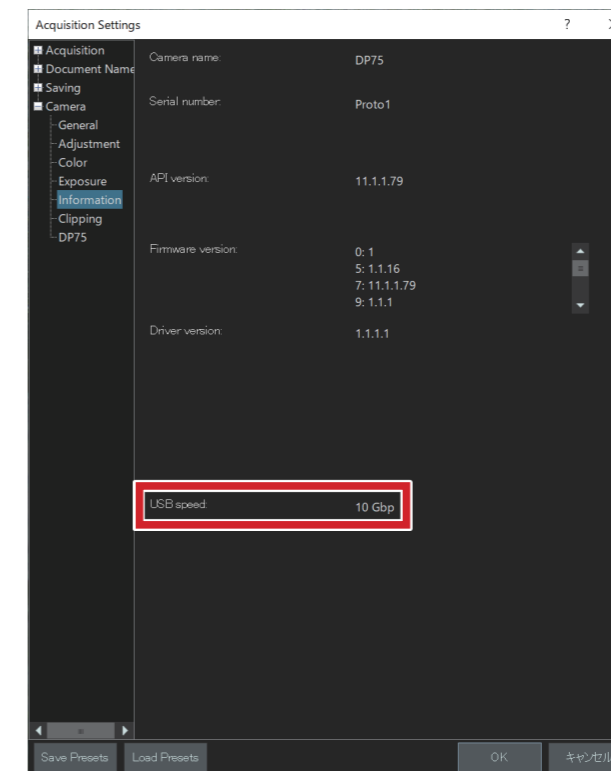 Acquisition Settings ?
Acquisition
Document Name
Saving
Camera
General
Adjustment
Color
Exposure
Information
Clipping
DP75
Camera name: DP75
Serial number: Proto1
API version: 11.1.1.79
Firmware version: 0: 1
5: 1.1.16
7: 11.1.1.79
9: 1.1.1
Driver version: 1.1.1.1
USB speed: 10 Gbp
Save Presets Load Presets OK キャンセル